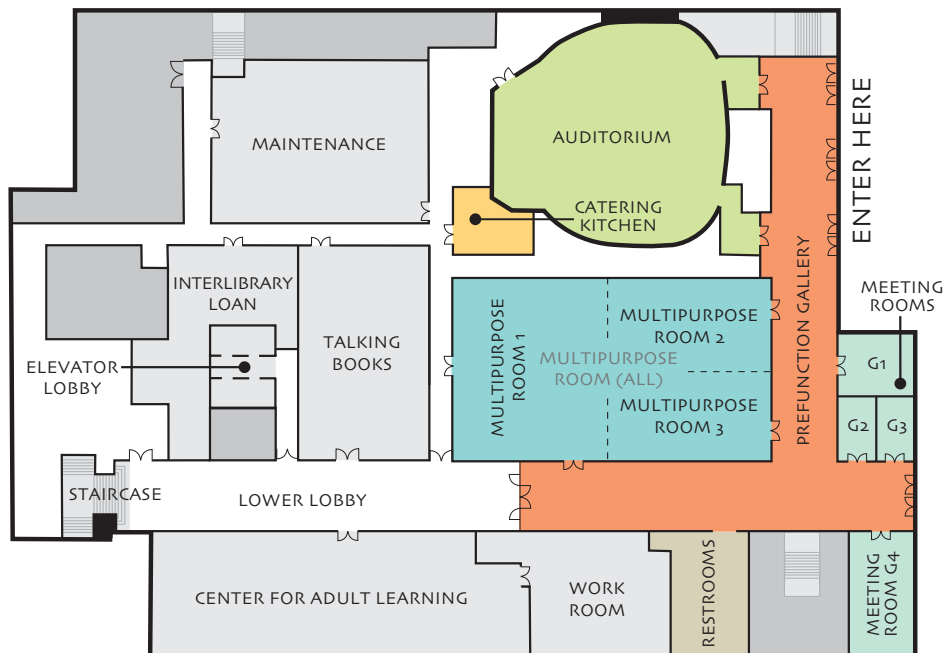 MAINTENANCE
AUDITORIUM
ENTER HERE
CATERING
KITCHEN
PREFUNCTION GALLERY
INTERLIBRARY
LOAN
MEETING
ROOMS
TALKING
BOOKS
MULTIPURPOSE
ROOM 1
MULTIPURPOSE
ROOM 2
MULTIPURPOSE
ROOM (ALL)
MULTIPURPOSE
ROOM 3
ELEVATOR
LOBBY
G1
G2
G3
STAIRCASE
LOWER LOBBY
CENTER FOR ADULT LEARNING
WORK
ROOM
RESTROOMS
MEETING
ROOM G4